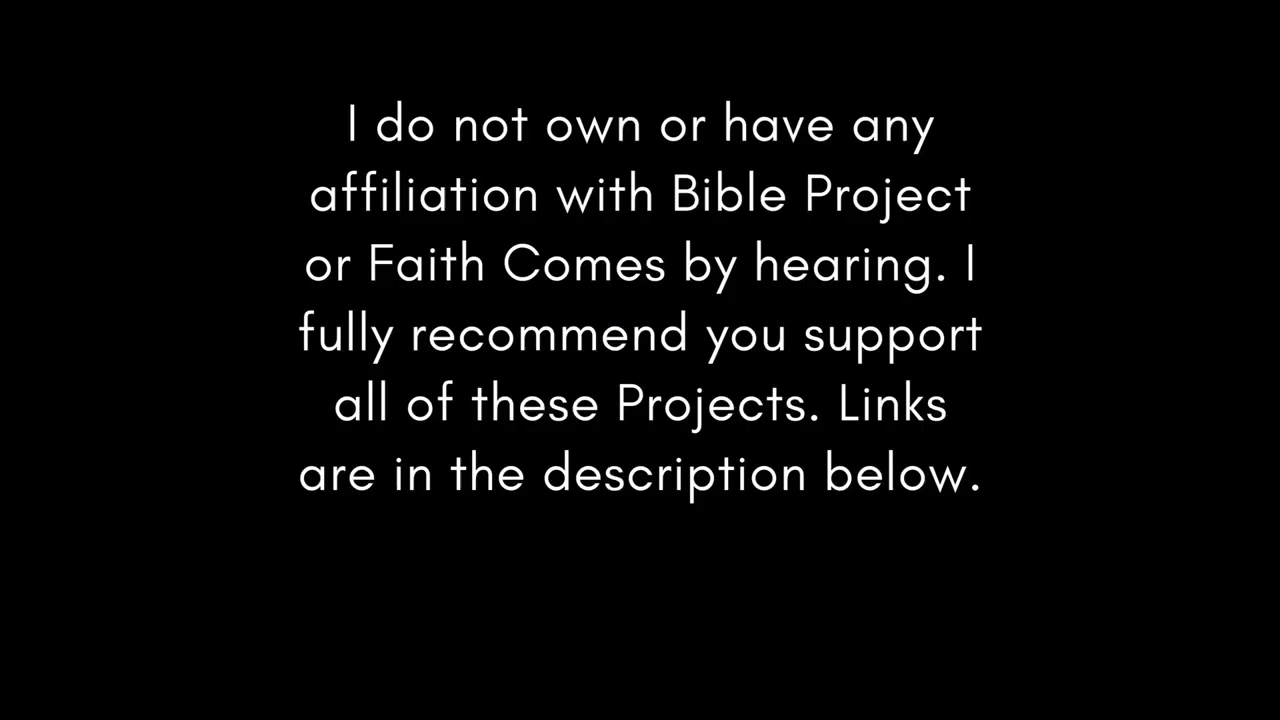 I do not own or have any
affiliation with Bible Project
or Faith Comes by hearing. I
fully recommend you support
all of these Projects. Links
are in the description below.